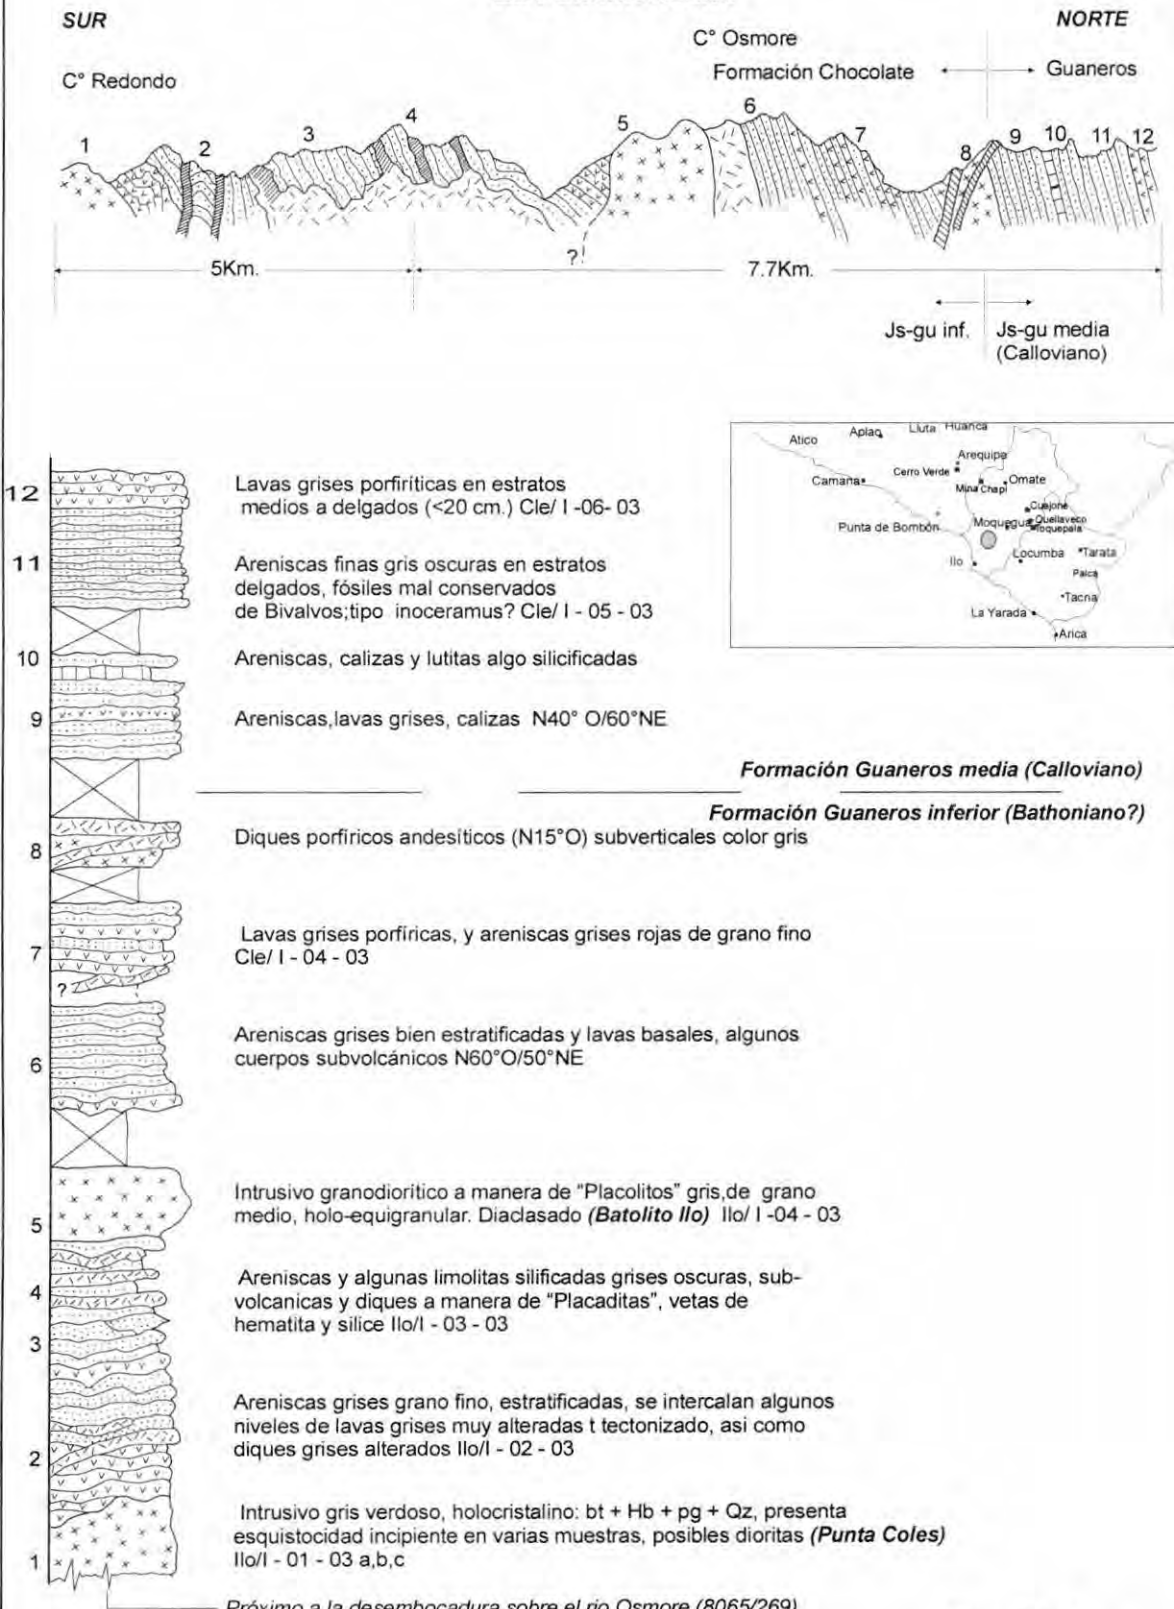 SUR
NORTE
C° Osmore
C° Redondo
Formación Chocolate
Guaneros
1
2
3
4
5
6
7
8
9
10
11
12
?
5Km.
7.7Km.
Js-gu inf.
Js-gu media
(Calloviano)
Atico
Aplao
Lluta
Huanca
Arequipa
Cerro Verde
Camana
Mina Chapi
Omate
Cuajone
Punta de Bombón
Moquegua
Quellaveco
Toquepala
Ilo
Locumba
Tarata
Palca
Tacna
La Yarada
Arica
12
Lavas grises porfiríticas en estratos
medios a delgados (<20 cm.) Cle/ I -06- 03
11
Areniscas finas gris oscuras en estratos
delgados, fósiles mal conservados
de Bivalvos;tipo inoceramus? Cle/ I - 05 - 03
10
Areniscas, calizas y lutitas algo silicificadas
9
Areniscas,lavas grises, calizas N40° O/60°NE
Formación Guaneros media (Calloviano)
Formación Guaneros inferior (Bathoniano?)
8
Diques porfíricos andesíticos (N15°O) subverticales color gris
7
Lavas grises porfíricas, y areniscas grises rojas de grano fino
Cle/ I - 04 - 03
?
6
Areniscas grises bien estratificadas y lavas basales, algunos
cuerpos subvolcánicos N60°O/50°NE
5
Intrusivo granodiorítico a manera de "Placolitos" gris,de grano
medio, holo-equigranular. Diaclasado (Batolito Ilo) Ilo/ I -04 - 03
4
Areniscas y algunas limolitas silificadas grises oscuras, sub-
volcanicas y diques a manera de "Placaditas", vetas de
hematita y silice Ilo/I - 03 - 03
3
Areniscas grises grano fino, estratificadas, se intercalan algunos
niveles de lavas grises muy alteradas t tectonizado, asi como
diques grises alterados Ilo/I - 02 - 03
2
Intrusivo gris verdoso, holocristalino: bt + Hb + pg + Qz, presenta
esquistocidad incipiente en varias muestras, posibles dioritas (Punta Coles)
Ilo/I - 01 - 03 a,b,c
1
Próximo a la desembocadura sobre el rio Osmore (8065/269)